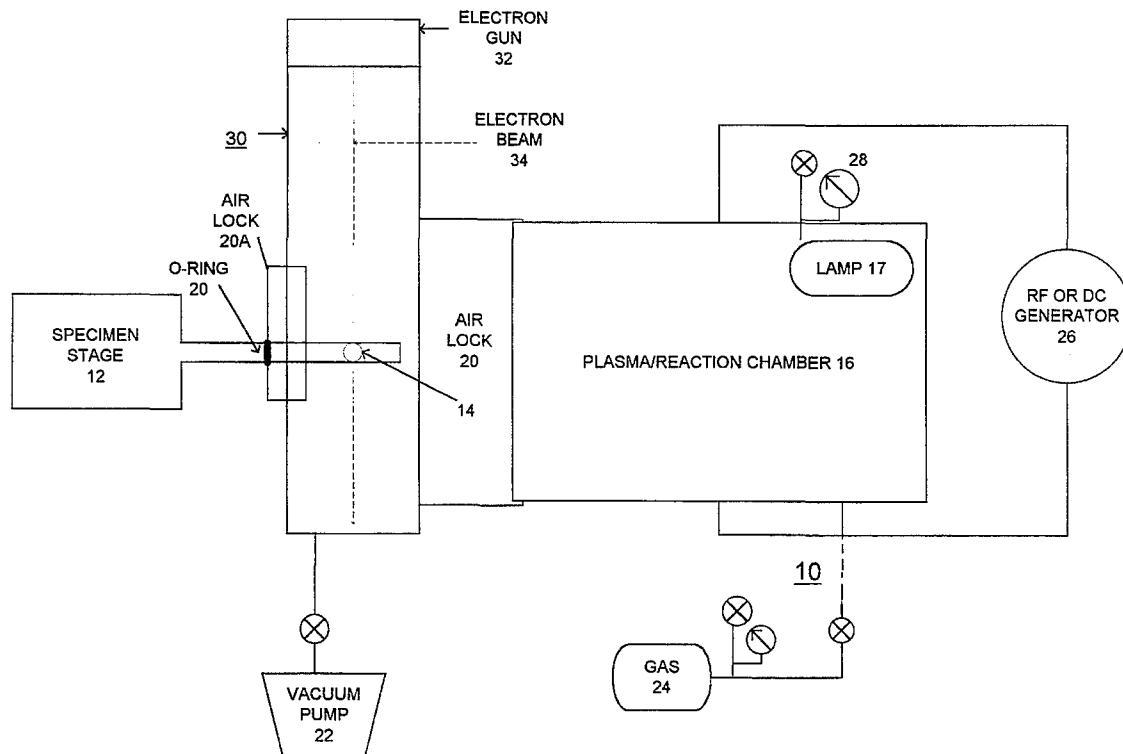 ELECTRON
GUN
32
30
ELECTRON
BEAM
34
28
AIR
LOCK
20A
O-RING
20
LAMP 17
SPECIMEN
STAGE
12
AIR
LOCK
20
PLASMA/REACTION CHAMBER 16
RF OR DC
GENERATOR
26
14
10
GAS
24
VACUUM
PUMP
22